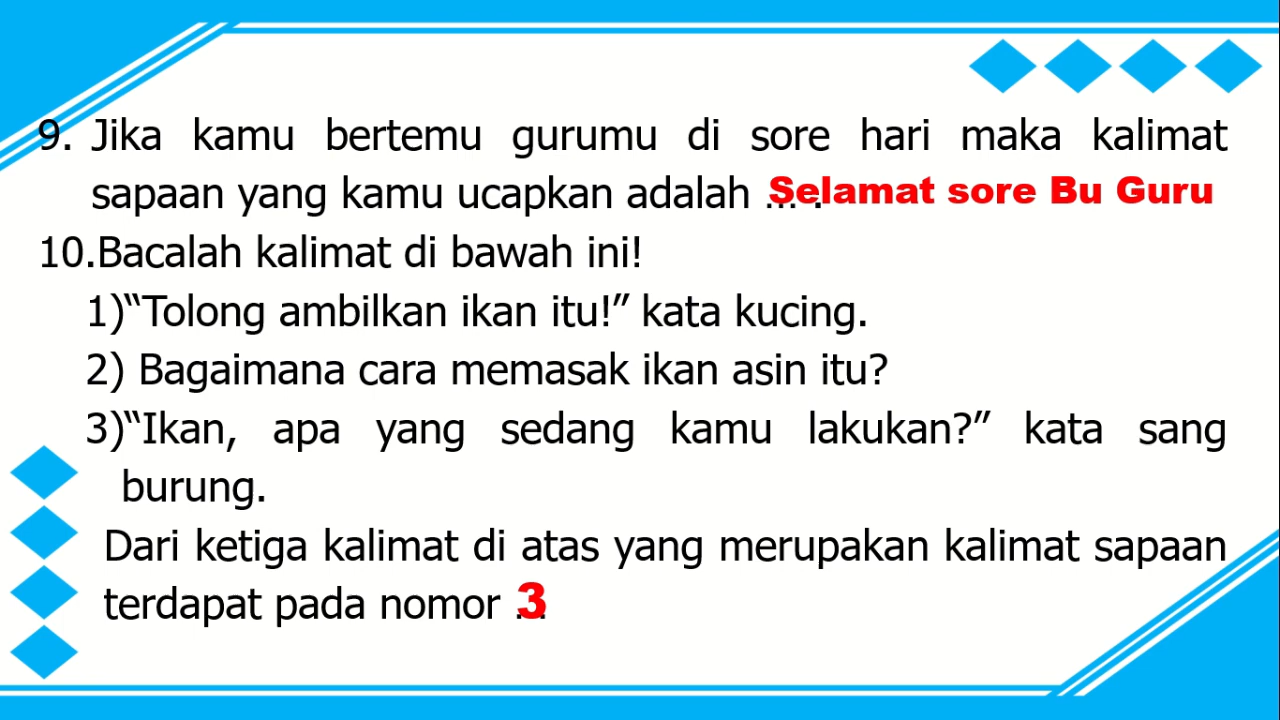 9. Jika kamu bertemu gurumu di sore hari maka kalimat
sapaan yang kamu ucapkan adalah ... . Selamat sore Bu Guru
10.Bacalah kalimat di bawah ini!
1)“Tolong ambilkan ikan itu!” kata kucing.
2) Bagaimana cara memasak ikan asin itu?
3)“Ikan, apa yang sedang kamu lakukan?” kata sang
burung.
Dari ketiga kalimat di atas yang merupakan kalimat sapaan
terdapat pada nomor ... 3